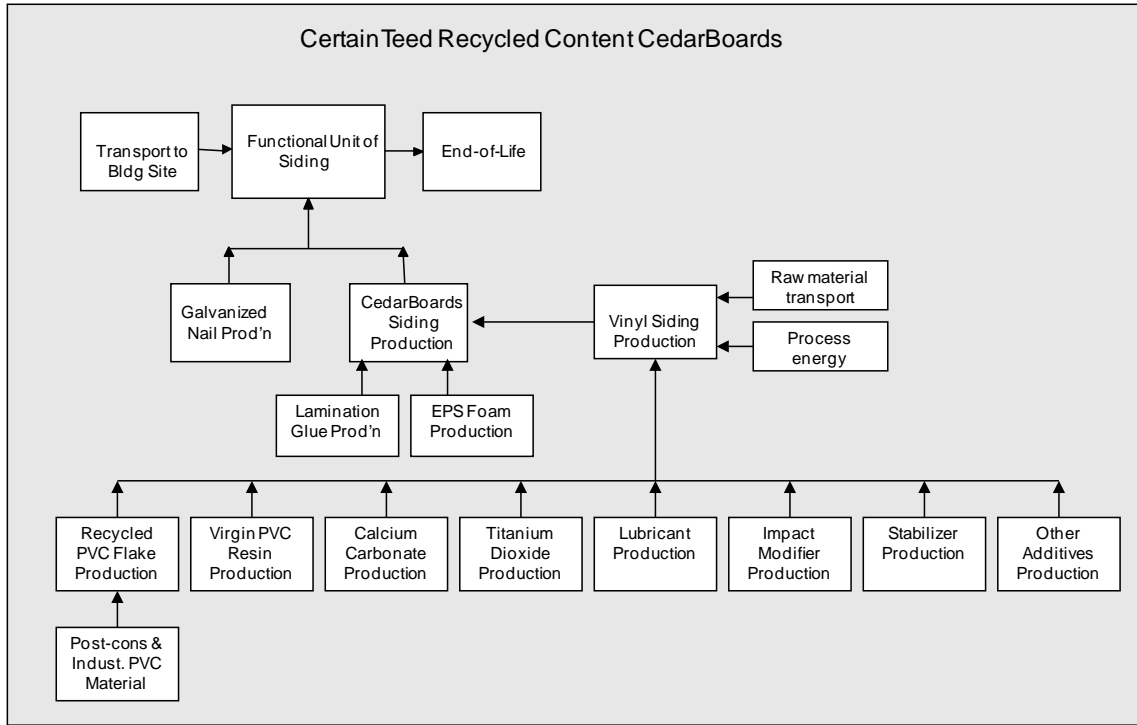 CertainTeed Recycled Content CedarBoards
Transport to
Bldg Site
Functional Unit of
Siding
End-of-Life
Galvanized
Nail Prod'n
CedarBoards
Siding
Production
Vinyl Siding
Production
Raw material
transport
Process
energy
Lamination
Glue Prod'n
EPS Foam
Production
Recycled
PVC Flake
Production
Virgin PVC
Resin
Production
Calcium
Carbonate
Production
Titanium
Dioxide
Production
Lubricant
Production
Impact
Modifier
Production
Stabilizer
Production
Other
Additives
Production
Post-cons &
Indust. PVC
Material